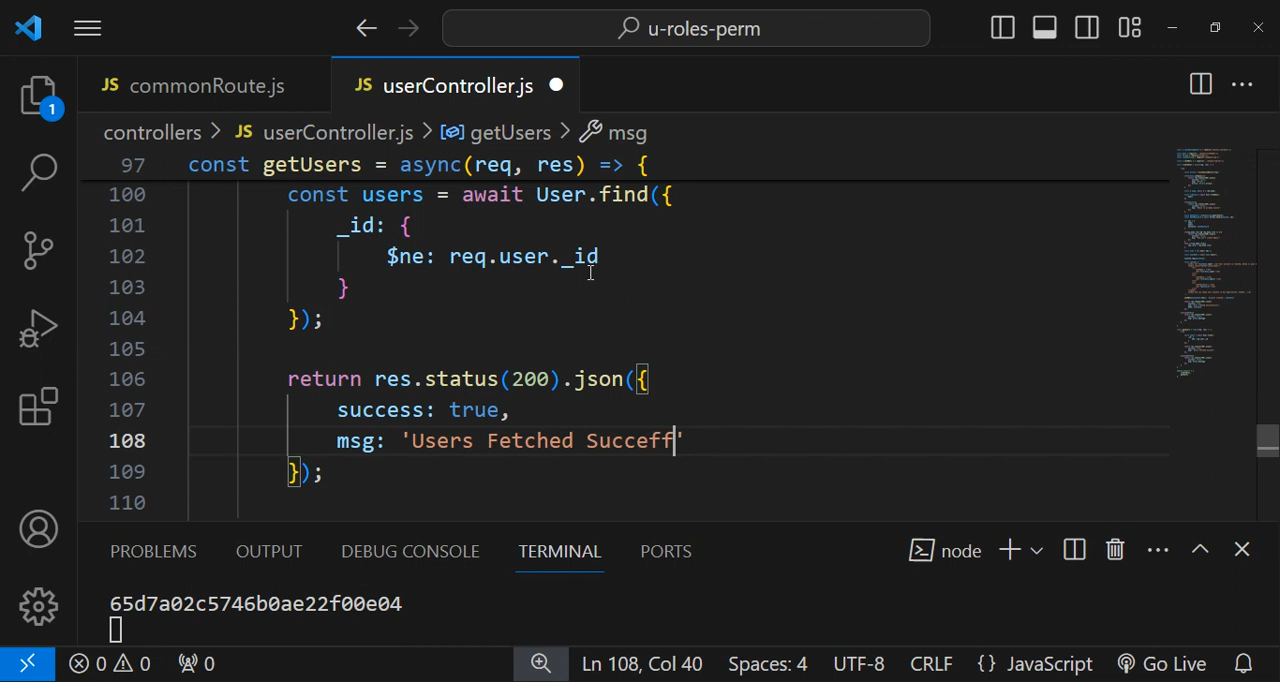 u-roles-perm
JS commonRoute.js
JS userController.js
1
controllers > JS userController.js > getUsers > msg
97 const getUsers = async(req, res) => {
100 const users = await User.find({
101 _id: {
102 $ne: req.user._id
103 }
104 });
105
106 return res.status(200).json({
107 success: true,
108 msg: 'Users Fetched Succeff'
109 });
110
PROBLEMS OUTPUT DEBUG CONSOLE TERMINAL PORTS node
65d7a02c5746b0ae22f00e04
0 0 0 Ln 108, Col 40 Spaces: 4 UTF-8 CRLF {} JavaScript Go Live